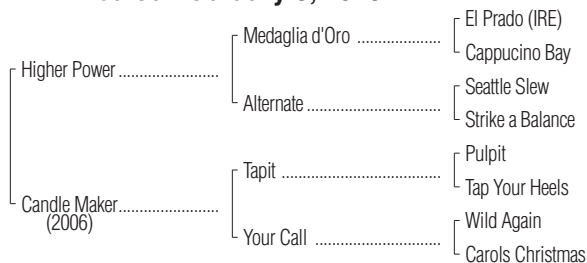 El Prado (IRE)
Medaglia d'Oro
Cappucino Bay
Higher Power
Seattle Slew
Alternate
Strike a Balance
Pulpit
Tapit
Tap Your Heels
Candle Maker
(2006)
Wild Again
Your Call
Carols Christmas